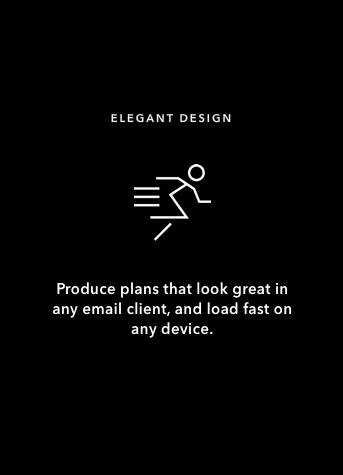 ELEGANT DESIGN
Produce plans that look great in
any email client, and load fast on
any device.